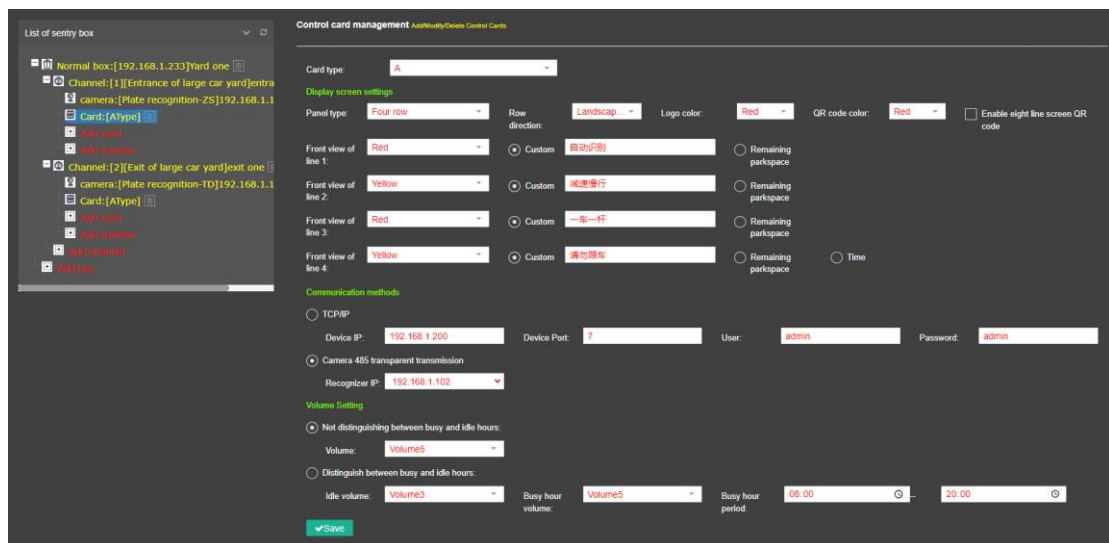 List of sentry box
Normal box:[192.168.1.233]Yard one
Channel:[1][Entrance of large car yard]entra
camera:[Plate recognition-ZS]192.168.1.1
Card:[AType]
Add card
Add camera
Channel:[2][Exit of large car yard]exit one
camera:[Plate recognition-TD]192.168.1.1
Card:[AType]
Add card
Add camera
Add channel
Add box
Control card management Add/Modify/Delete Control Cards
Card type: A
Display screen settings
Panel type: Four row Row direction: Landscap... Logo color: Red QR code color: Red Enable eight line screen QR code
Front view of line 1: Red Custom 自动识别 Remaining parkspace
Front view of line 2: Yellow Custom 减速慢行 Remaining parkspace
Front view of line 3: Red Custom 一车一杆 Remaining parkspace
Front view of line 4: Yellow Custom 请勿跟车 Remaining parkspace Time
Communication methods
TCP/IP
Device IP: 192.168.1.200 Device Port: 7 User: admin Password: admin
Camera 485 transparent transmission
Recognizer IP: 192.168.1.102
Volume Setting
Not distinguishing between busy and idle hours:
Volume: Volume5
Distinguish between busy and idle hours:
Idle volume: Volume3 Busy hour volume: Volume5 Busy hour period: 08:00 – 20:00
Save